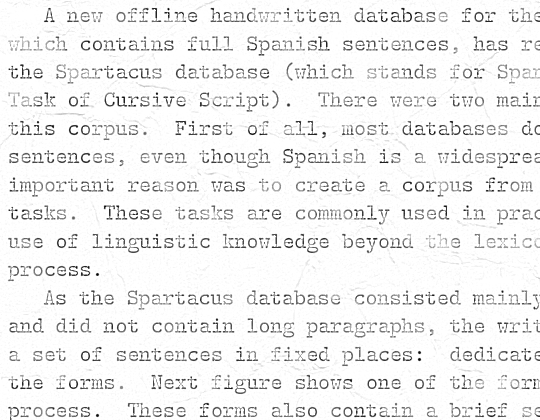 A new offline handwritten database for the
which contains full Spanish sentences, has re
the Spartacus database (which stands for Spar
Task of Cursive Script). There were two main
this corpus. First of all, most databases do
sentences, even though Spanish is a widesprea
important reason was to create a corpus from
tasks. These tasks are commonly used in prac
use of linguistic knowledge beyond the lexico
process.
As the Spartacus database consisted mainly
and did not contain long paragraphs, the writ
a set of sentences in fixed places: dedicate
the forms. Next figure shows one of the form
process. These forms also contain a brief se